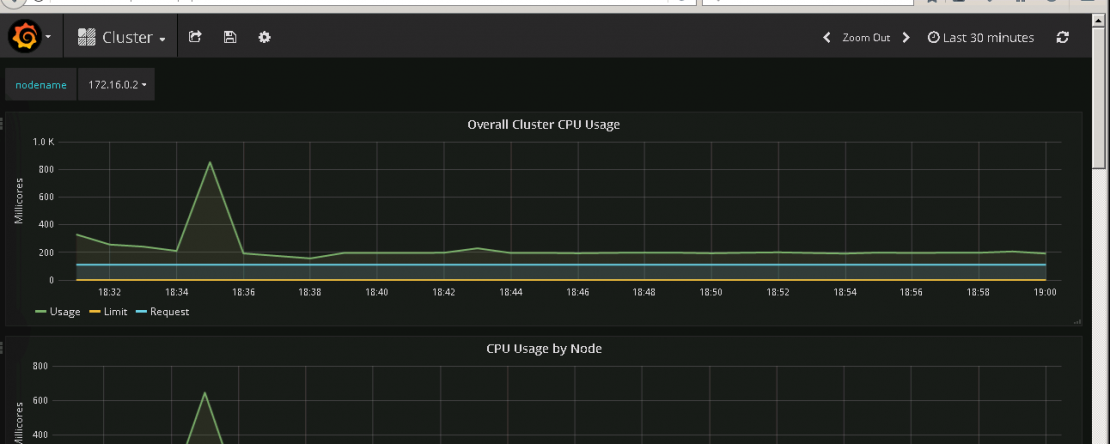 Cluster
Zoom Out
Last 30 minutes
nodename
172.16.0.2
Overall Cluster CPU Usage
1.0 K
800
600
400
200
0
Millicores
18:32 18:34 18:36 18:38 18:40 18:42 18:44 18:46 18:48 18:50 18:52 18:54 18:56 18:58 19:00
Usage Limit Request
CPU Usage by Node
800
600
400
Millicores